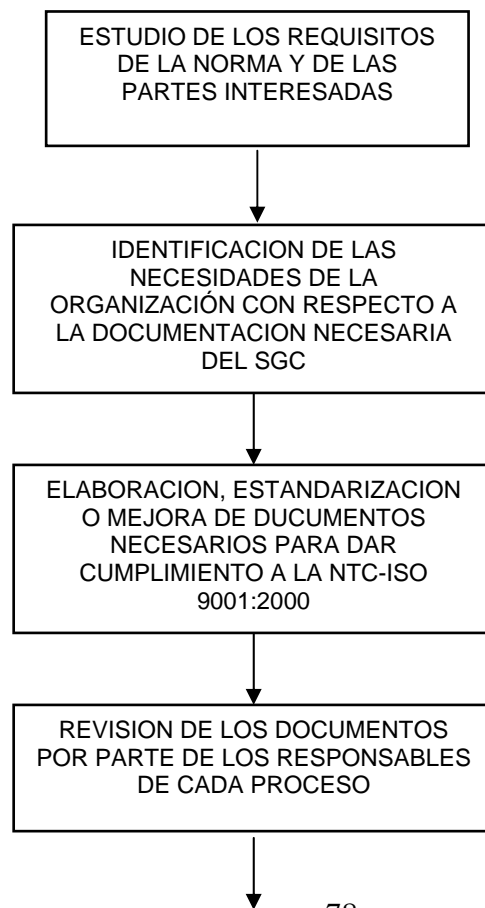 ESTUDIO DE LOS REQUISITOS
DE LA NORMA Y DE LAS
PARTES INTERESADAS
IDENTIFICACION DE LAS
NECESIDADES DE LA
ORGANIZACIÓN CON RESPECTO A
LA DOCUMENTACION NECESARIA
DEL SGC
ELABORACION, ESTANDARIZACION
O MEJORA DE DUCUMENTOS
NECESARIOS PARA DAR
CUMPLIMIENTO A LA NTC-ISO
9001:2000
REVISION DE LOS DOCUMENTOS
POR PARTE DE LOS RESPONSABLES
DE CADA PROCESO